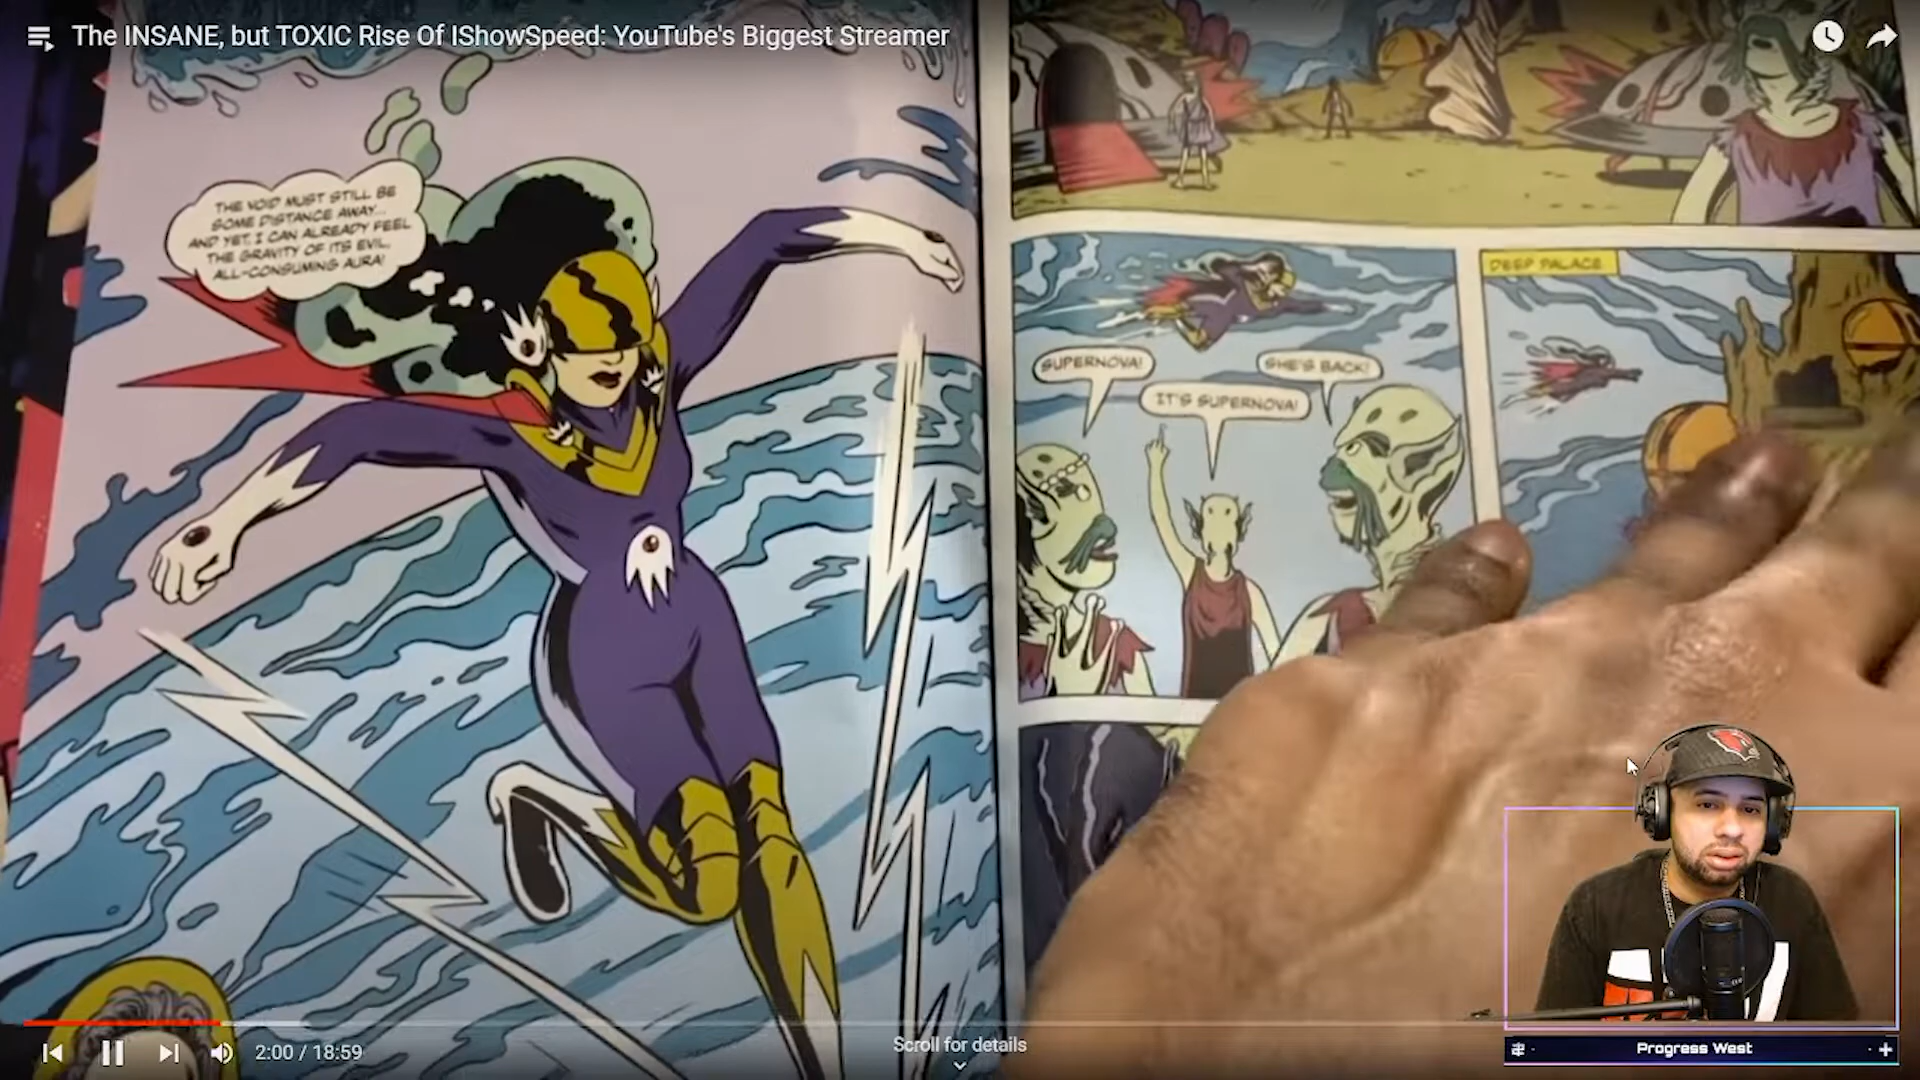 The INSANE, but TOXIC Rise Of IShowSpeed: YouTube's Biggest Streamer
THE VOID MUST STILL BE
SOME DISTANCE AWAY...
AND YET, I CAN ALREADY FEEL
THE GRAVITY OF ITS EVIL,
ALL-CONSUMING AURA!
SUPERNOVA!
IT'S SUPERNOVA!
SHE'S BACK!
DEEP PALACE.
2:00 / 18:59
Scroll for details
Progress West